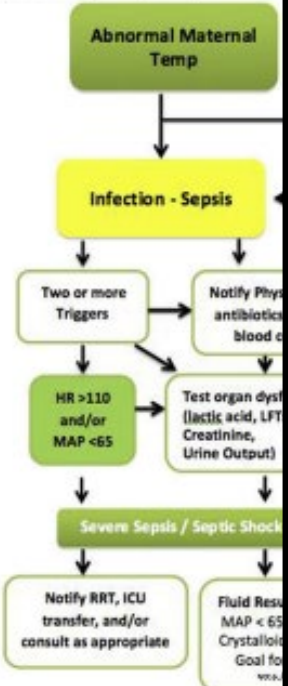 Abnormal Maternal
Temp
Infection - Sepsis
Two or more
Triggers
Notify Phys
antibiotics
blood c
HR >110
and/or
MAP <65
Test organ dysf
(lactic acid, LFT
Creatinine,
Urine Output)
Severe Sepsis / Septic Shock
Notify RRT, ICU
transfer, and/or
consult as appropriate
Fluid Resu
MAP < 65
Crystalloid
Goal fo